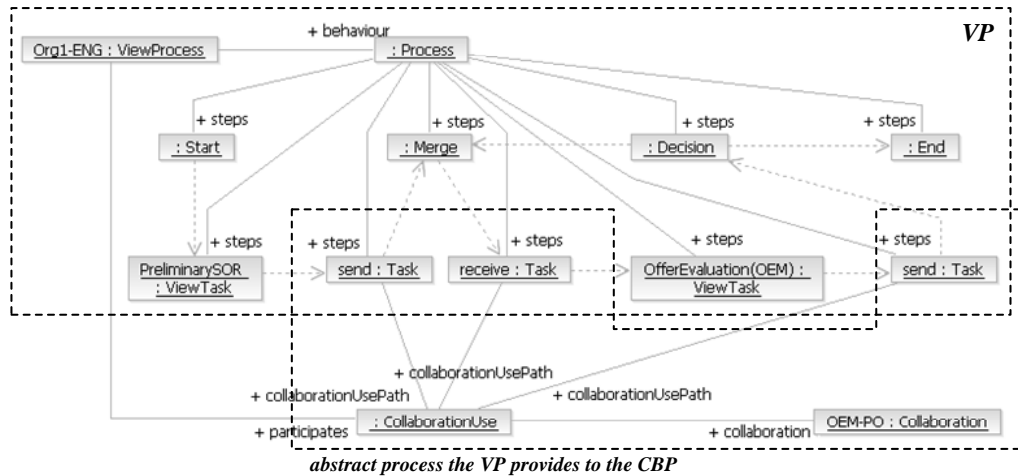 + behaviour
VP
Org1-ENG : ViewProcess
: Process
+ steps
+ steps
+ steps
+ steps
: Start
: Merge
: Decision
: End
+ steps
+ steps
+ steps
+ steps
+ steps
PreliminarySOR
: ViewTask
send : Task
receive : Task
OfferEvaluation(OEM) :
ViewTask
send : Task
+ collaborationUsePath
+ collaborationUsePath
+ collaborationUsePath
+ participates
: CollaborationUse
+ collaboration
OEM-PO : Collaboration
abstract process the VP provides to the CBP